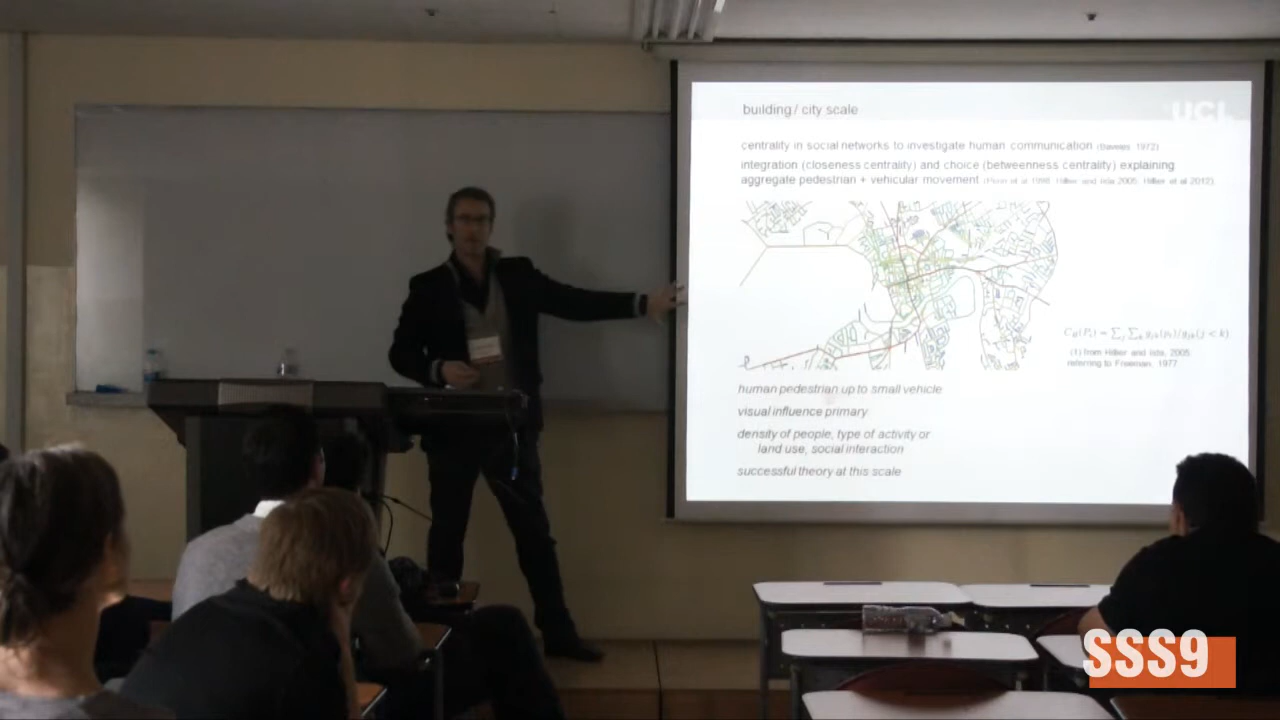 building / city scale
UCL
centrality in social networks to investigate human communication (Bavelas, 1972)
integration (closeness centrality) and choice (betweenness centrality) explaining
aggregate pedestrian + vehicular movement (Penn et al 1998, Hillier and Iida 2005, Hillier et al 2012)
(1) from Hillier and Iida, 2005
referring to Freeman, 1977
human pedestrian up to small vehicle
visual influence primary
density of people, type of activity or
land use, social interaction
successful theory at this scale
SSS9